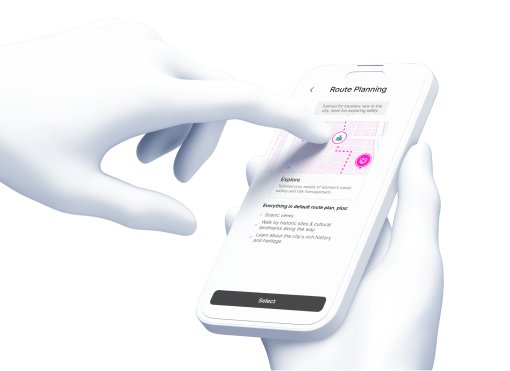 Route Planning
Tailored for travelers new to the
city, have fun exploring safely.
Explore
Tailored your needs of women's travel
safety and risk management.
Everything in default route plan, plus:
Scenic views
Walk by historic sites & cultural
landmarks along the way
Learn about the city's rich history
and heritage
Select